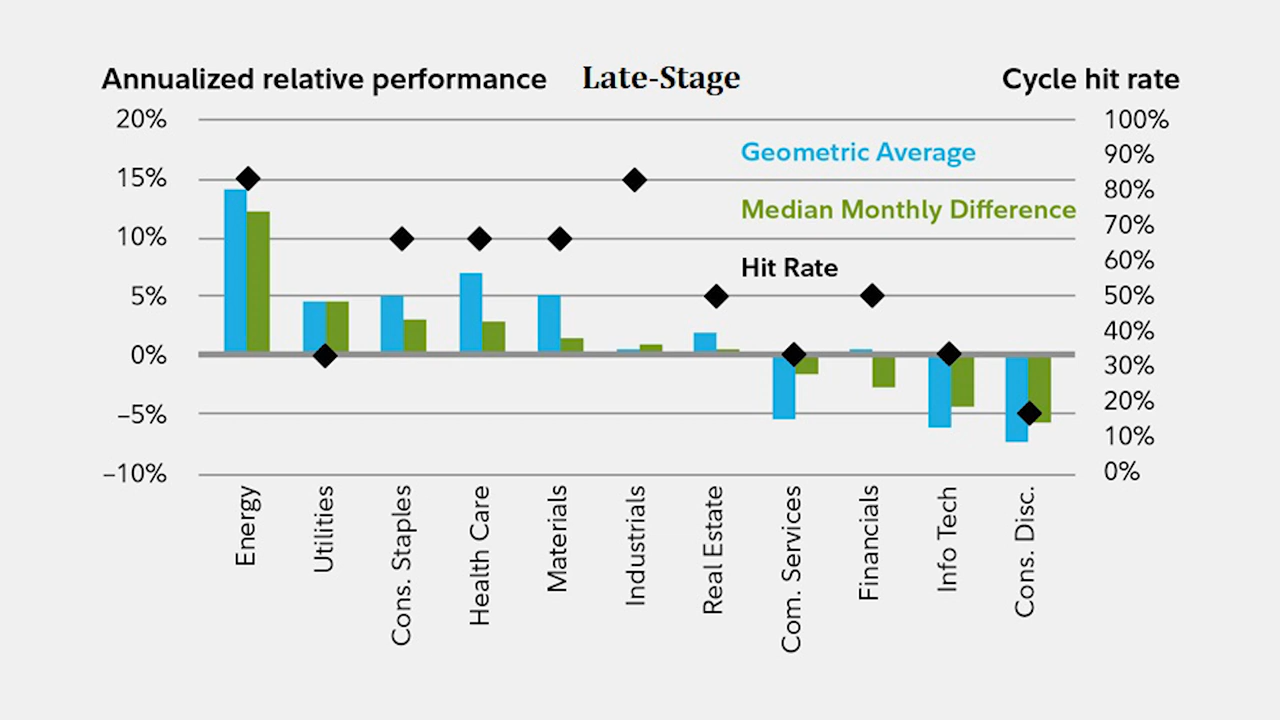 Annualized relative performance
Late-Stage
Cycle hit rate
20%
15%
10%
5%
0%
–5%
–10%
100%
90%
80%
70%
60%
50%
40%
30%
20%
10%
0%
Geometric Average
Median Monthly Difference
Hit Rate
Energy
Utilities
Cons. Staples
Health Care
Materials
Industrials
Real Estate
Com. Services
Financials
Info Tech
Cons. Disc.